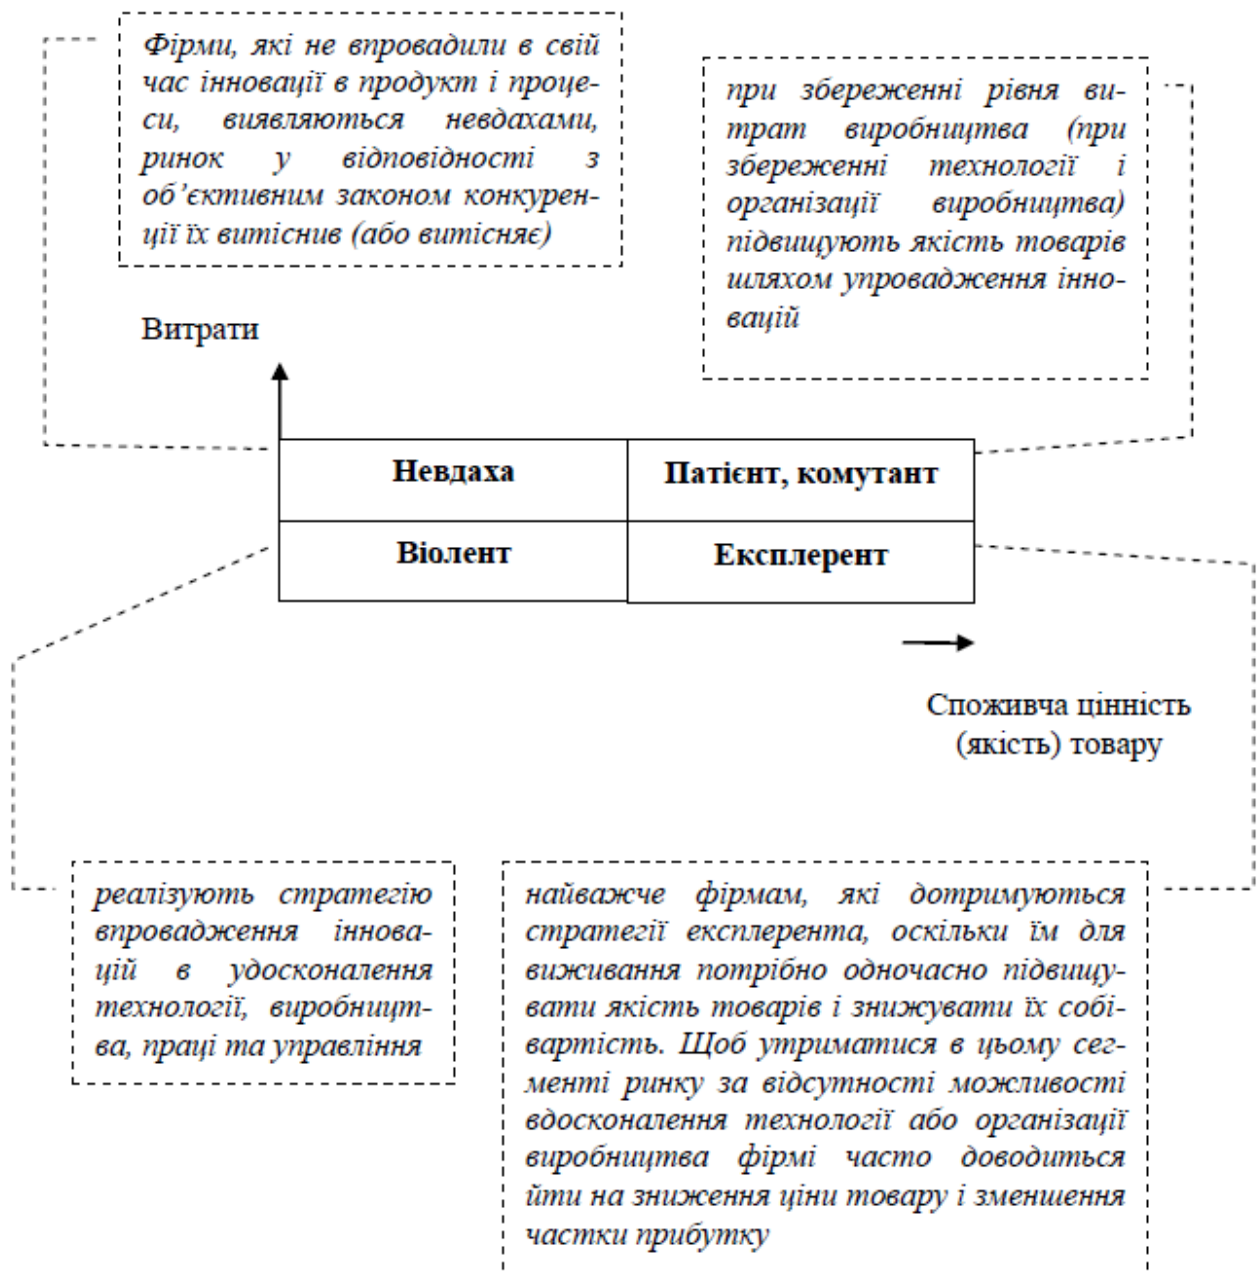 Фірми, які не впровадили в свій
час інновації в продукт і проце-
си, виявляються невдахами,
ринок у відповідності з
об’єктивним законом конкурен-
ції їх витіснив (або витісняє)
при збереженні рівня ви-
трат виробництва (при
збереженні технології і
організації виробництва)
підвищують якість товарів
шляхом упровадження інно-
вацій
Витрати
Невдаха
Патієнт, комутант
Віолент
Експлерент
Споживча цінність
(якість) товару
реалізують стратегію
впровадження іннова-
цій в удосконалення
технології, виробницт-
ва, праці та управління
найважче фірмам, які дотримуються
стратегії експлерента, оскільки їм для
виживання потрібно одночасно підвищу-
вати якість товарів і знижувати їх собі-
вартість. Щоб утриматися в цьому сег-
менті ринку за відсутності можливості
вдосконалення технології або організації
виробництва фірмі часто доводиться
йти на зниження ціни товару і зменшення
частки прибутку